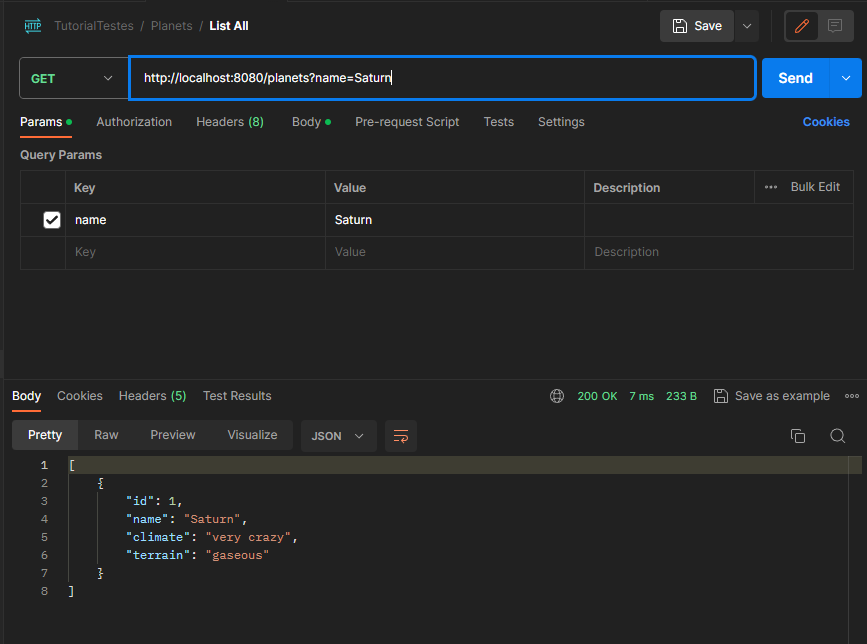 HTTP TutorialTestes / Planets / List All Save
GET http://localhost:8080/planets?name=Saturn Send
Params Authorization Headers (8) Body Pre-request Script Tests Settings Cookies
Query Params
Key Value Description Bulk Edit
name Saturn
Key Value Description
Body Cookies Headers (5) Test Results 200 OK 7 ms 233 B Save as example
Pretty Raw Preview Visualize JSON
1 [
2 {
3 "id": 1,
4 "name": "Saturn",
5 "climate": "very crazy",
6 "terrain": "gaseous"
7 }
8 ]